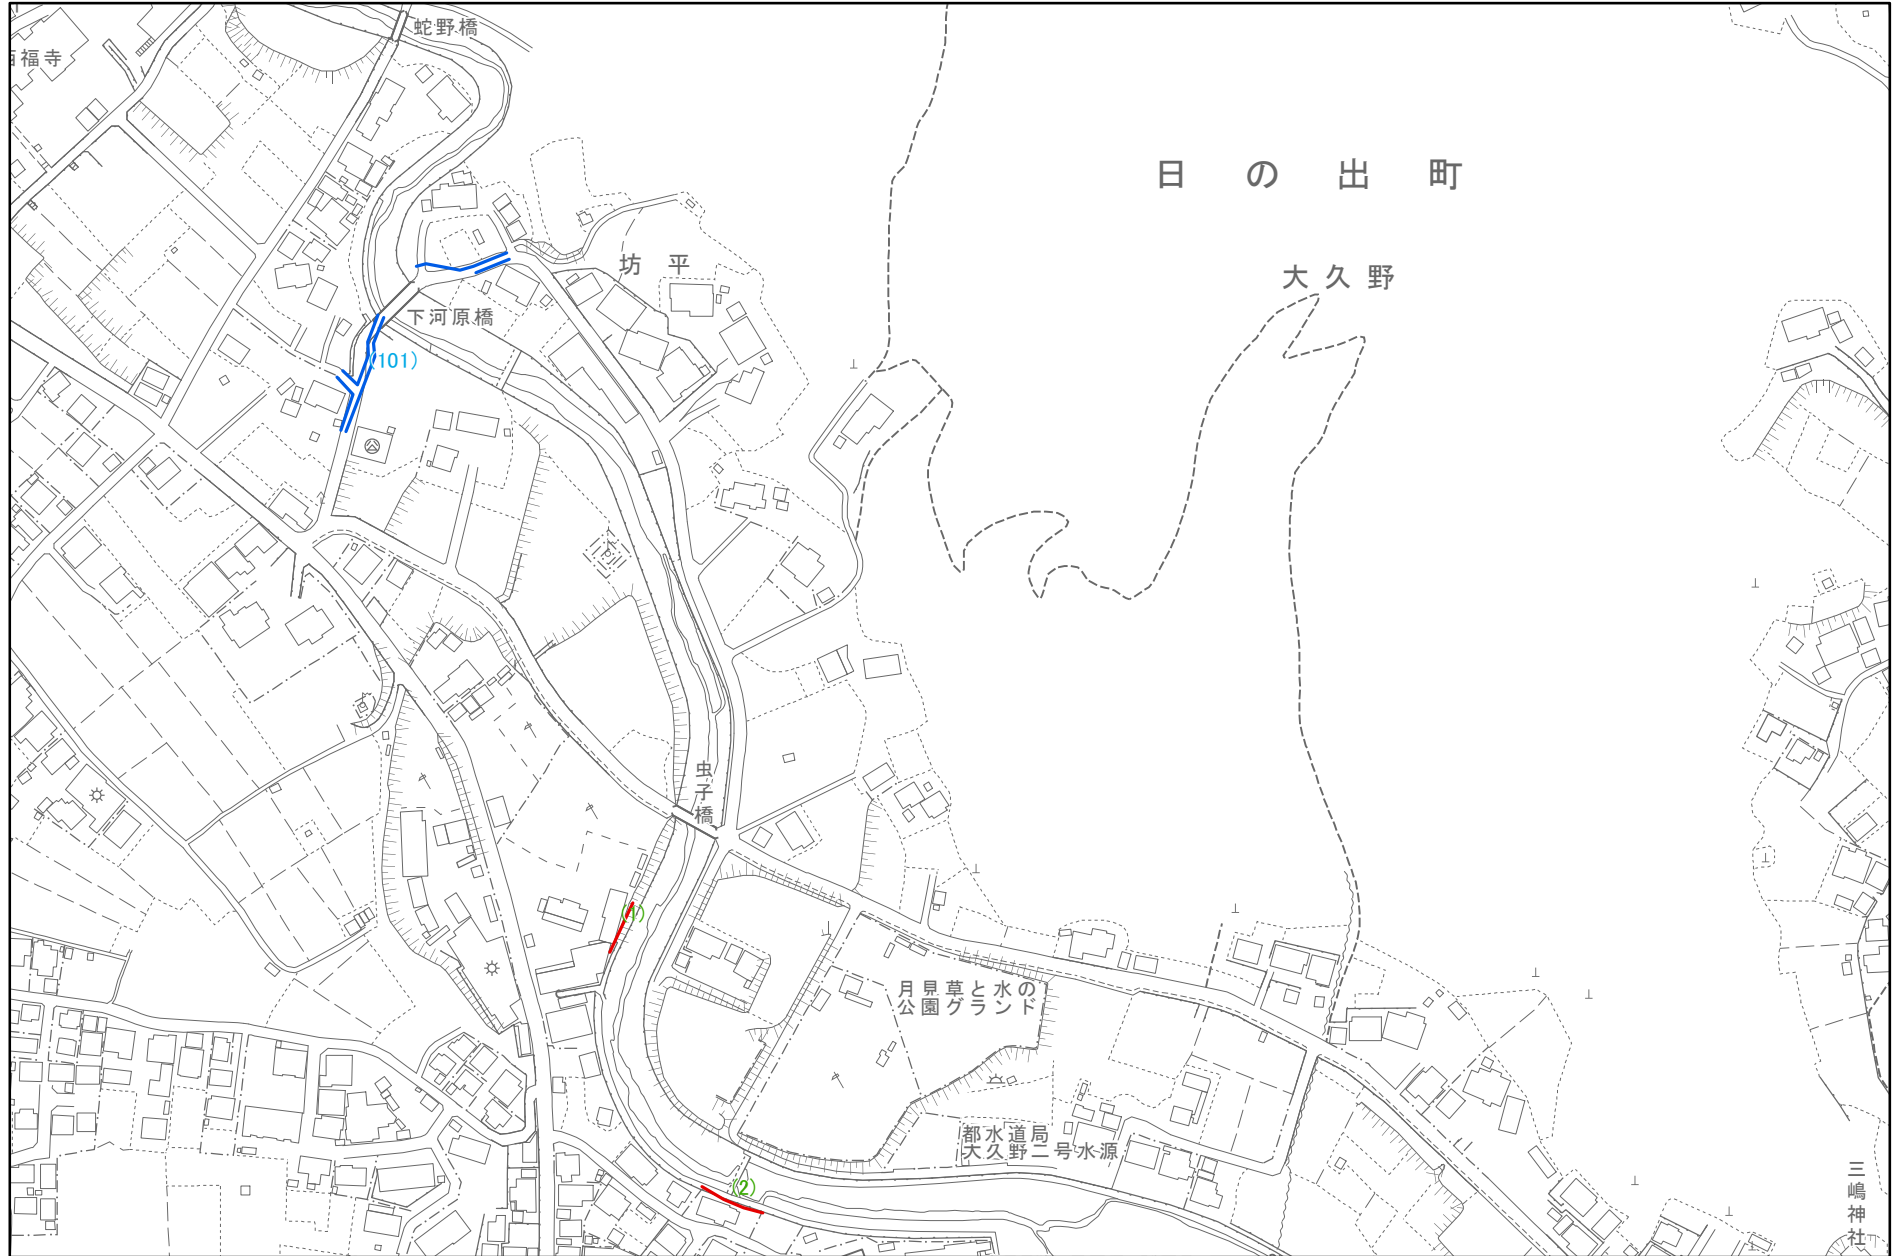 蛇野橋
福寺
日の出町
坊平
大久野
下河原橋
(101)
虫子橋
(1)
月見草と水の
公園グランド
都水道局
大久野二号水源
(2)
三嶋神社